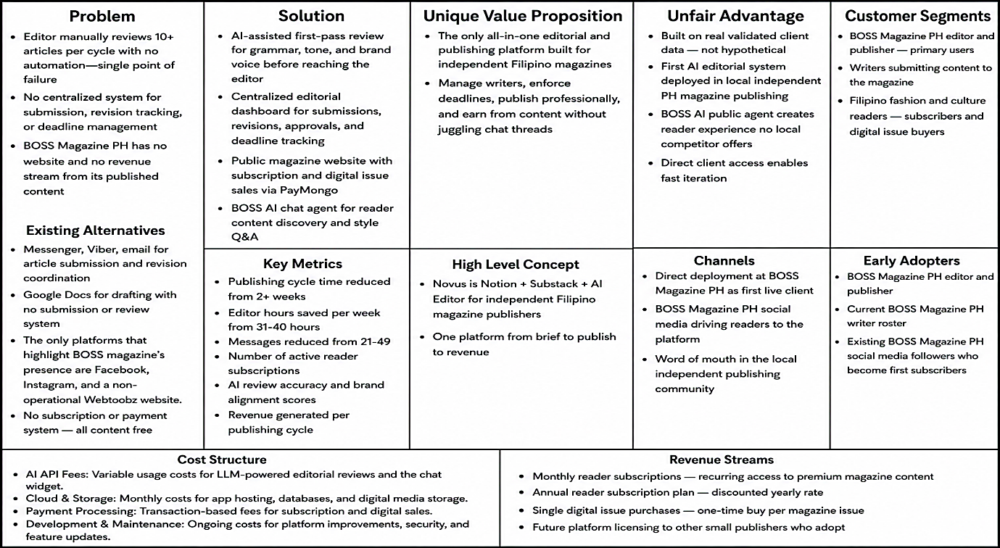 Problem
• Editor manually reviews 10+
articles per cycle with no
automation—single point of
failure
• No centralized system for
submission, revision tracking,
or deadline management
• BOSS Magazine PH has no
website and no revenue
stream from its published
content
Existing Alternatives
• Messenger, Viber, email for
article submission and revision
coordination
• Google Docs for drafting with
no submission or review
system
• The only platforms that
highlight BOSS magazine's
presence are Facebook,
Instagram, and a non-
operational Webtoobz website.
• No subscription or payment
system — all content free
Solution
• AI-assisted first-pass review
for grammar, tone, and brand
voice before reaching the
editor
• Centralized editorial
dashboard for submissions,
revisions, approvals, and
deadline tracking
• Public magazine website with
subscription and digital issue
sales via PayMongo
• BOSS AI chat agent for reader
content discovery and style
Q&A
Key Metrics
• Publishing cycle time reduced
from 2+ weeks
• Editor hours saved per week
from 31-40 hours
• Messages reduced from 21-49
• Number of active reader
subscriptions
• AI review accuracy and brand
alignment scores
• Revenue generated per
publishing cycle
Unique Value Proposition
• The only all-in-one editorial and
publishing platform built for
independent Filipino magazines
• Manage writers, enforce
deadlines, publish professionally,
and earn from content without
juggling chat threads
High Level Concept
• Novus is Notion + Substack + AI
Editor for independent Filipino
magazine publishers
• One platform from brief to publish
to revenue
Unfair Advantage
• Built on real validated client
data — not hypothetical
• First AI editorial system
deployed in local independent
PH magazine publishing
• BOSS AI public agent creates
reader experience no local
competitor offers
• Direct client access enables
fast iteration
Channels
• Direct deployment at BOSS
Magazine PH as first live client
• BOSS Magazine PH social
media driving readers to the
platform
• Word of mouth in the local
independent publishing
community
Customer Segments
• BOSS Magazine PH editor and
publisher — primary users
• Writers submitting content to
the magazine
• Filipino fashion and culture
readers — subscribers and
digital issue buyers
Early Adopters
• BOSS Magazine PH editor and
publisher
• Current BOSS Magazine PH
writer roster
• Existing BOSS Magazine PH
social media followers who
become first subscribers
Cost Structure
• AI API Fees: Variable usage costs for LLM-powered editorial reviews and the chat
widget.
• Cloud & Storage: Monthly costs for app hosting, databases, and digital media storage.
• Payment Processing: Transaction-based fees for subscription and digital sales.
• Development & Maintenance: Ongoing costs for platform improvements, security, and
feature updates.
Revenue Streams
• Monthly reader subscriptions — recurring access to premium magazine content
• Annual reader subscription plan — discounted yearly rate
• Single digital issue purchases — one-time buy per magazine issue
• Future platform licensing to other small publishers who adopt